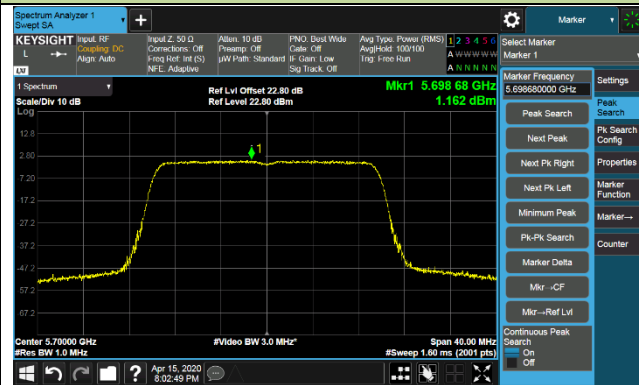 Spectrum Analyzer 1
Swept SA
Marker
KEYSIGHT
L
LXI
Input: RF
Coupling: DC
Align: Auto
Input Z: 50 Ω
Corrections: Off
Freq Ref: Int (S)
NFE: Adaptive
Atten: 10 dB
Preamp: Off
µW Path: Standard
PNO: Best Wide
Gate: Off
IF Gain: Low
Sig Track: Off
Avg Type: Power (RMS)
Avg|Hold: 100/100
Trig: Free Run
1 2 3 4 5 6
A W W W W W
A N N N N N
Select Marker
Marker 1
1 Spectrum
Scale/Div 10 dB
Log
Ref Lvl Offset 22.80 dB
Ref Level 22.80 dBm
Mkr1 5.698 68 GHz
1.162 dBm
12.8
2.80
-7.20
-17.2
-27.2
-37.2
-47.2
-57.2
-67.2
1
Center 5.70000 GHz
#Res BW 1.0 MHz
#Video BW 3.0 MHz*
Span 40.00 MHz
#Sweep 1.60 ms (2001 pts)
Marker Frequency
5.698680000 GHz
Peak Search
Next Peak
Next Pk Right
Next Pk Left
Minimum Peak
Pk-Pk Search
Marker Delta
Mkr→CF
Mkr→Ref Lvl
Continuous Peak
Search
On
Off
Settings
Peak
Search
Pk Search
Config
Properties
Marker
Function
Marker→
Counter
?
Apr 15, 2020
8:02:49 PM